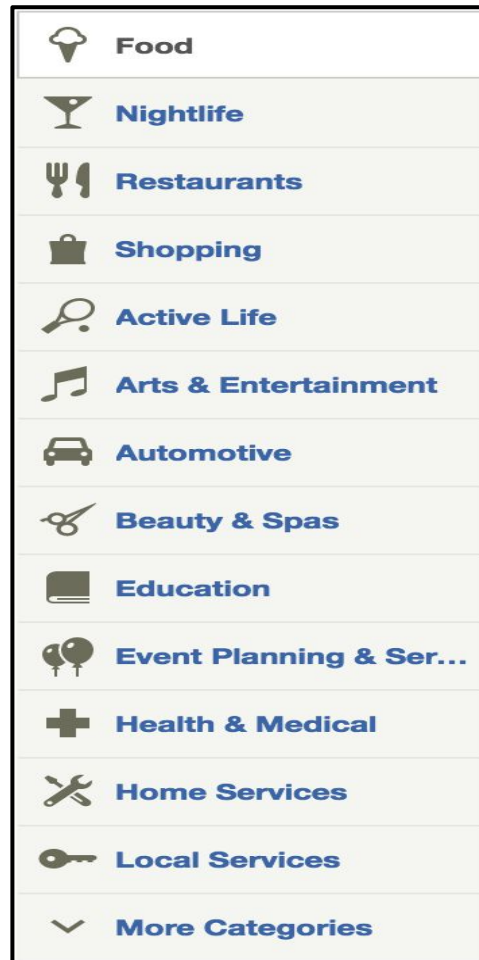 Food
Nightlife
Restaurants
Shopping
Active Life
Arts & Entertainment
Automotive
Beauty & Spas
Education
Event Planning & Ser...
Health & Medical
Home Services
Local Services
More Categories